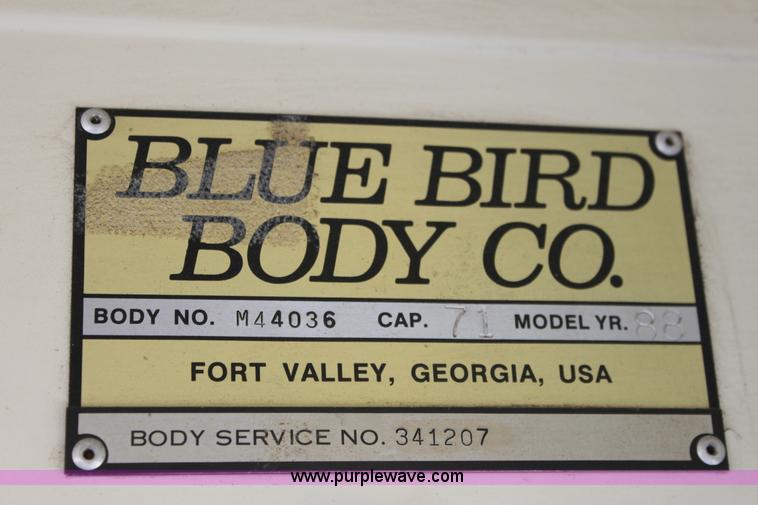 BLUE BIRD
BODY CO.
BODY NO. M44036 CAP. 71 MODEL YR. 88
FORT VALLEY, GEORGIA, USA
BODY SERVICE NO. 341207
www.purplewave.com